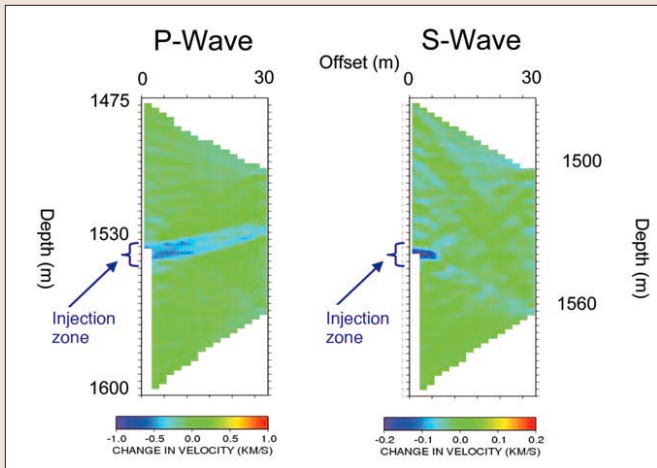 P-Wave
S-Wave
Offset (m)
0
30
0
30
1475
1530
1600
Depth (m)
Injection
zone
Injection
zone
1500
1560
Depth (m)
-1.0 -0.5 0.0 0.5 1.0
CHANGE IN VELOCITY (KM/S)
-0.2 -0.1 0.0 0.1 0.2
CHANGE IN VELOCITY (KM/S)